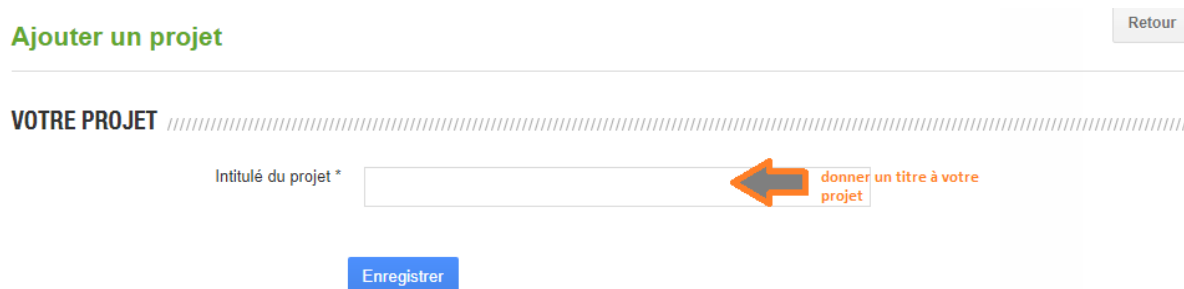 Retour
Ajouter un projet
VOTRE PROJET
Intitulé du projet *
donner un titre à votre
projet
Enregistrer